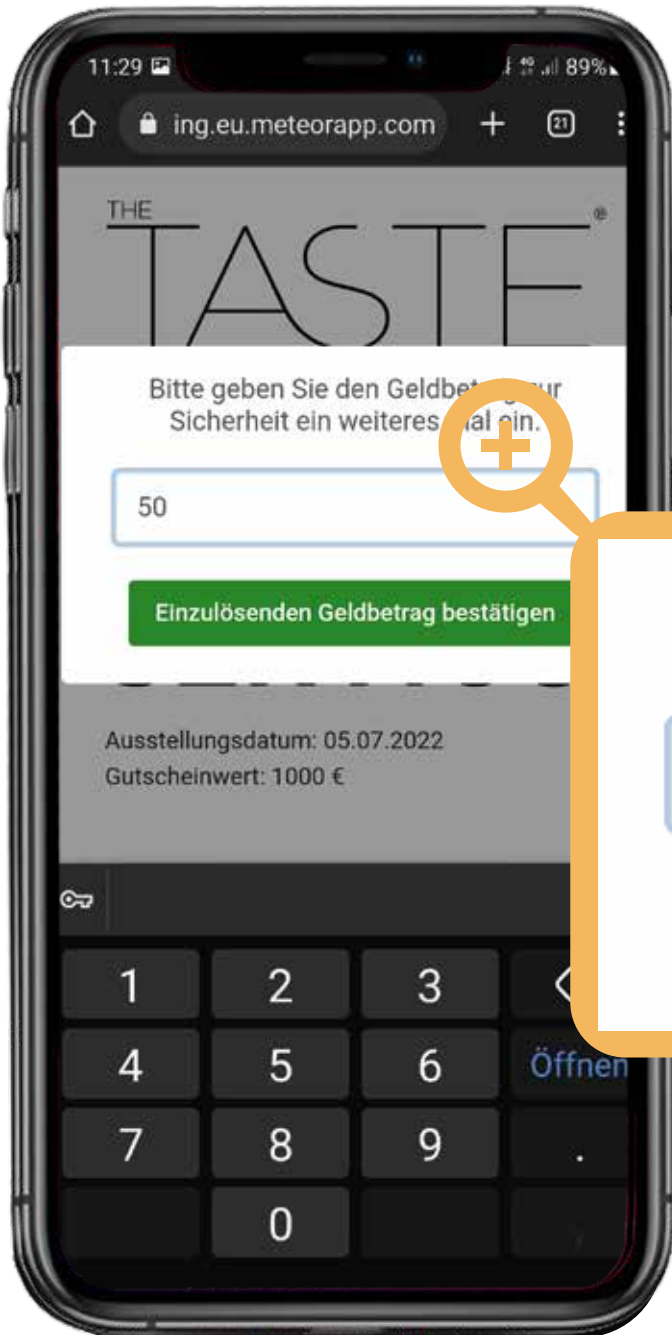 11:29
4G
89%
ing.eu.meteorapp.com
21
THE
TASTE®
Bitte geben Sie den Geldbetrag zur
Sicherheit ein weiteres Mal ein.
50
Einzulösenden Geldbetrag bestätigen
Ausstellungsdatum: 05.07.2022
Gutscheinwert: 1000 €
1 2 3
4 5 6 Öffnen
7 8 9 .
0 ,